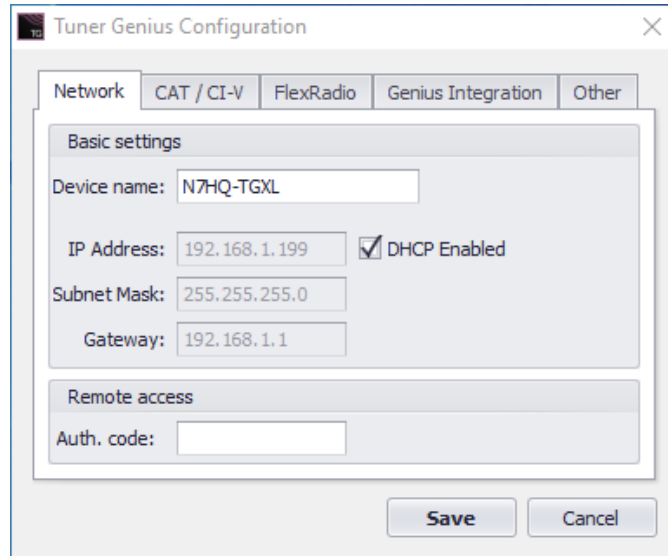 TG Tuner Genius Configuration
Network CAT / CI-V FlexRadio Genius Integration Other
Basic settings
Device name: N7HQ-TGXL
IP Address: 192.168.1.199 DHCP Enabled
Subnet Mask: 255.255.255.0
Gateway: 192.168.1.1
Remote access
Auth. code:
Save Cancel